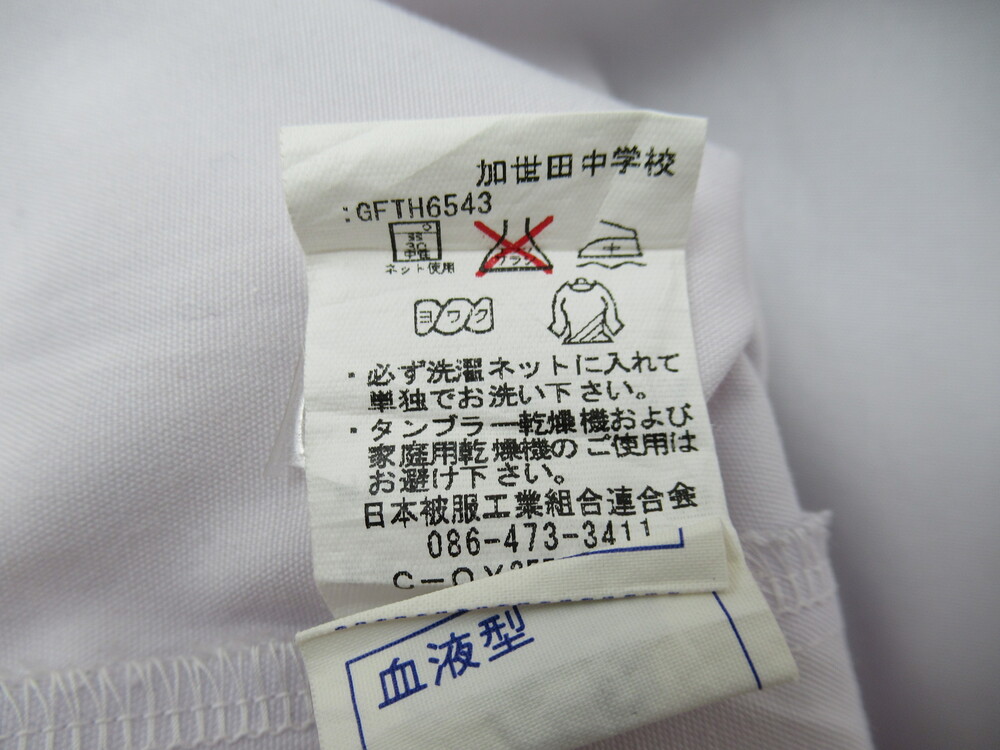 加世田中学校
:GFTH6543
中性
ネット使用
ヨワク
・必ず洗濯ネットに入れて
単独でお洗い下さい。
・タンブラー乾燥機および
家庭用乾燥機のご使用は
お避け下さい。
日本被服工業組合連合会
086-473-3411
血液型